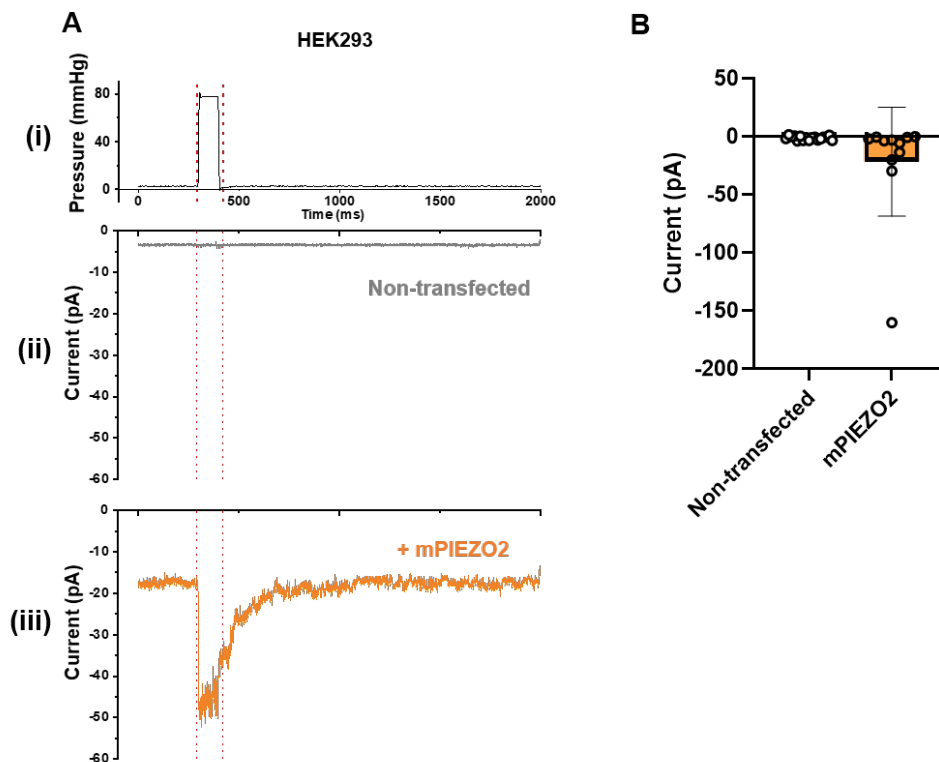 A
HEK293
(i)
Pressure (mmHg)
80
40
0
0
500
1000
1500
2000
Time (ms)
(ii)
Current (pA)
0
-10
-20
-30
-40
-50
-60
Non-transfected
(iii)
Current (pA)
0
-10
-20
-30
-40
-50
-60
+ mPIEZO2
B
Current (pA)
50
0
-50
-100
-150
-200
Non-transfected
mPIEZO2